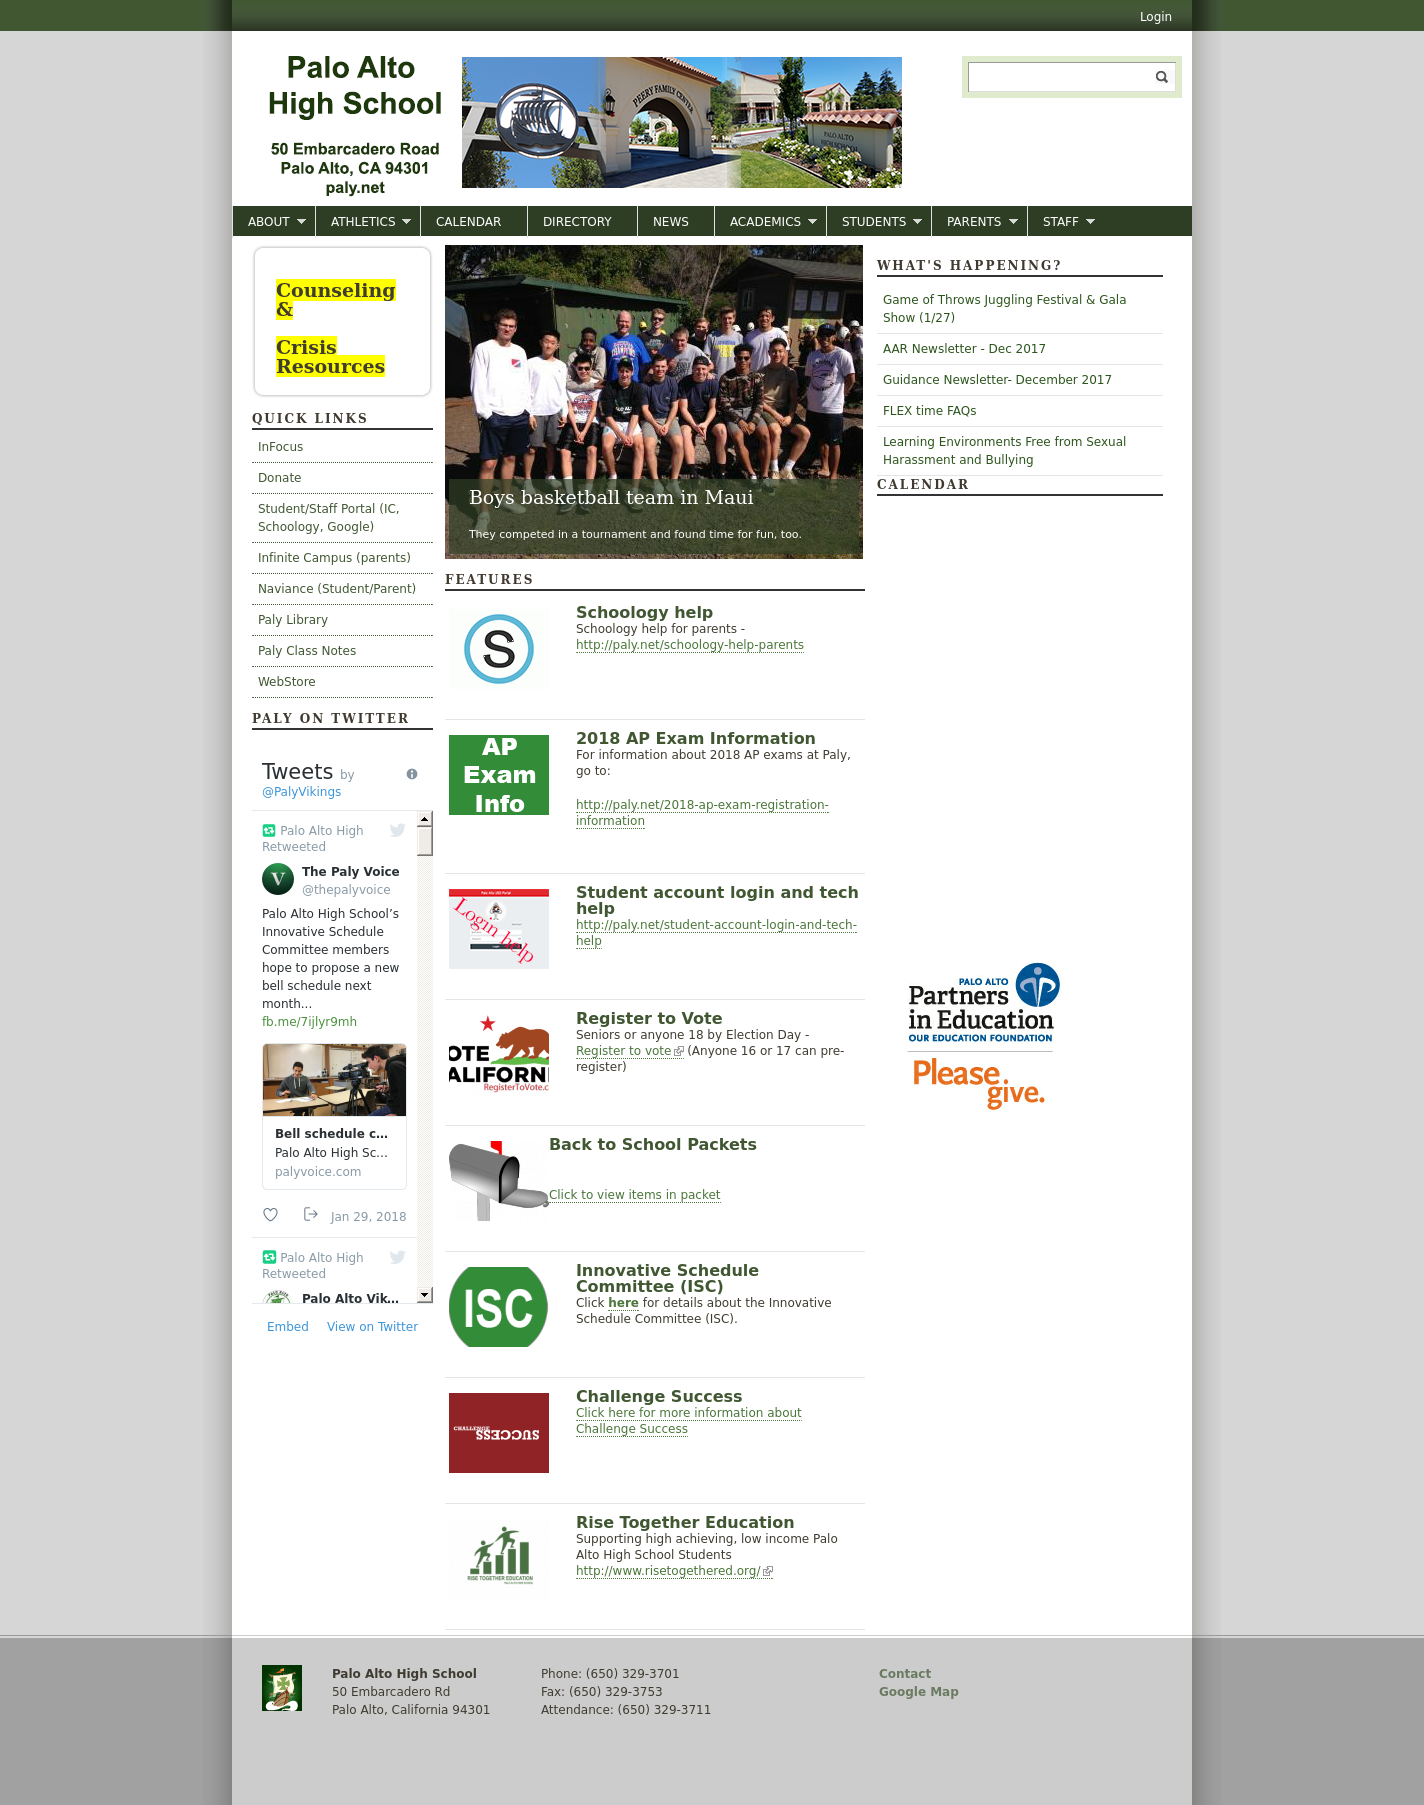 Login
Palo Alto
High School
50 Embarcadero Road
Palo Alto, CA 94301
paly.net
PEERY FAMILY CENTER
PALO ALTO
HIGH SCHOOL
ABOUT
ATHLETICS
CALENDAR
DIRECTORY
NEWS
ACADEMICS
STUDENTS
PARENTS
STAFF
Counseling
&
Crisis
Resources
QUICK LINKS
InFocus
Donate
Student/Staff Portal (IC,
Schoology, Google)
Infinite Campus (parents)
Naviance (Student/Parent)
Paly Library
Paly Class Notes
WebStore
PALY ON TWITTER
Tweets by
@PalyVikings
Palo Alto High
Retweeted
V
The Paly Voice
@thepalyvoice
Palo Alto High School’s
Innovative Schedule
Committee members
hope to propose a new
bell schedule next
month...
fb.me/7ijlyr9mh
Bell schedule c...
Palo Alto High Sc...
palyvoice.com
Jan 29, 2018
Palo Alto High
Retweeted
Palo Alto Vik...
Embed
View on Twitter
Boys basketball team in Maui
They competed in a tournament and found time for fun, too.
FEATURES
S
Schoology help
Schoology help for parents -
http://paly.net/schoology-help-parents
AP
Exam
Info
2018 AP Exam Information
For information about 2018 AP exams at Paly,
go to:
http://paly.net/2018-ap-exam-registration-
information
Login help
Student account login and tech
help
http://paly.net/student-account-login-and-tech-
help
OTE
ALIFORN
RegisterToVote.c
Register to Vote
Seniors or anyone 18 by Election Day -
Register to vote (Anyone 16 or 17 can pre-
register)
Back to School Packets
Click to view items in packet
ISC
Innovative Schedule
Committee (ISC)
Click here for details about the Innovative
Schedule Committee (ISC).
CHALLENGE
SUCCESS
Challenge Success
Click here for more information about
Challenge Success
RISE TOGETHER EDUCATION
Rise Together Education
Supporting high achieving, low income Palo
Alto High School Students
http://www.risetogethered.org/
WHAT'S HAPPENING?
Game of Throws Juggling Festival & Gala
Show (1/27)
AAR Newsletter - Dec 2017
Guidance Newsletter- December 2017
FLEX time FAQs
Learning Environments Free from Sexual
Harassment and Bullying
CALENDAR
PALO ALTO
Partners
in Education
OUR EDUCATION FOUNDATION
Please
give.
Palo Alto High School
50 Embarcadero Rd
Palo Alto, California 94301
Phone: (650) 329-3701
Fax: (650) 329-3753
Attendance: (650) 329-3711
Contact
Google Map